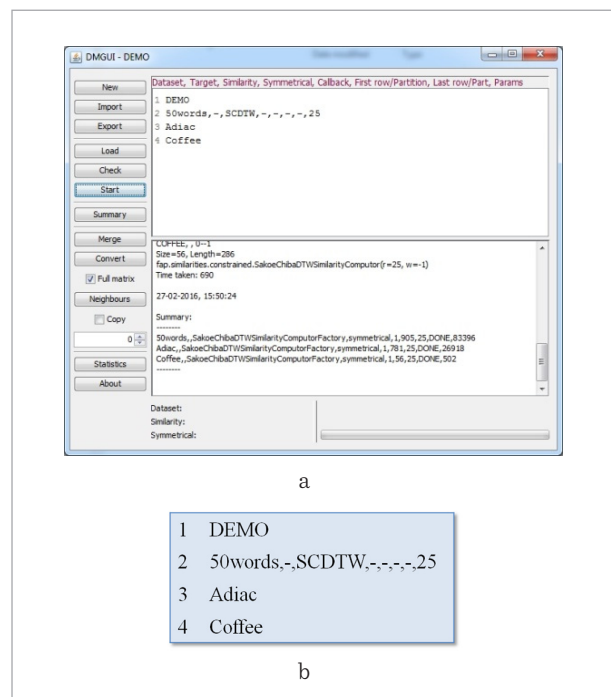 DMGUI - DEMO
New
Import
Export
Load
Check
Start
Summary
Merge
Convert
Full matrix
Neighbours
Copy
0
Statistics
About
Dataset, Target, Similarity, Symmetrical, Callback, First row/Partition, Last row/Part, Params
1 DEMO
2 50words,-,SCDTW,-,-,-,-,25
3 Adiac
4 Coffee
COFFEE, , 0--1
Size=56, Length=286
fap.similarities.constrained.SakoeChibaDTWSimilarityComputor(r=25, w=-1)
Time taken: 690
27-02-2016, 15:50:24
Summary:
--------
50words,,SakoeChibaDTWSimilarityComputorFactory,symmetrical,1,905,25,DONE,83396
Adiac,,SakoeChibaDTWSimilarityComputorFactory,symmetrical,1,781,25,DONE,26918
Coffee,,SakoeChibaDTWSimilarityComputorFactory,symmetrical,1,56,25,DONE,502
--------
Dataset:
Similarity:
Symmetrical:
a
1 DEMO
2 50words,-,SCDTW,-,-,-,-,25
3 Adiac
4 Coffee
b